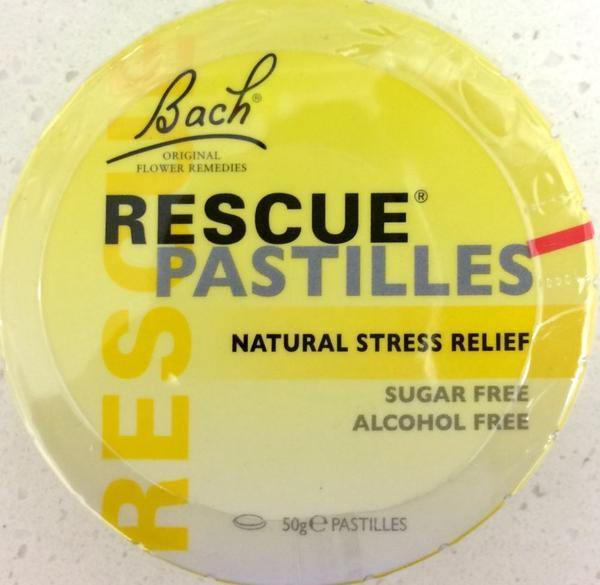 Bach®
ORIGINAL
FLOWER REMEDIES
RESCUE®
PASTILLES
NATURAL STRESS RELIEF
SUGAR FREE
ALCOHOL FREE
50g℮ PASTILLES
RESCUE